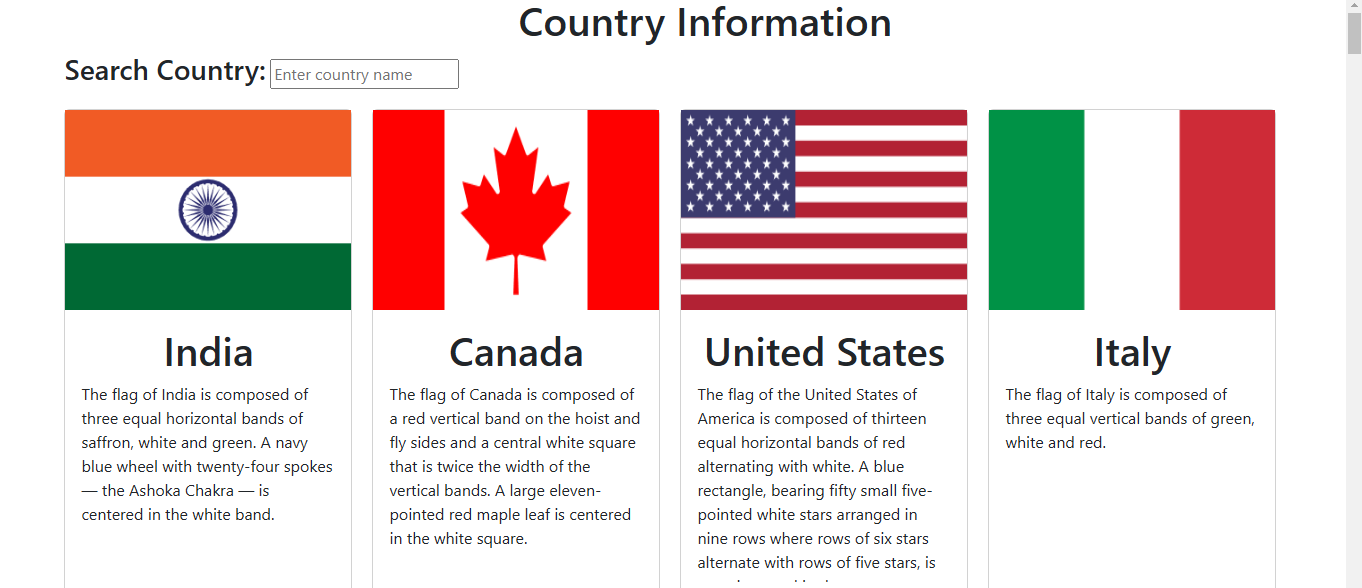 Country Information
Search Country: Enter country name
India
The flag of India is composed of
three equal horizontal bands of
saffron, white and green. A navy
blue wheel with twenty-four spokes
— the Ashoka Chakra — is
centered in the white band.
Canada
The flag of Canada is composed of
a red vertical band on the hoist and
fly sides and a central white square
that is twice the width of the
vertical bands. A large eleven-
pointed red maple leaf is centered
in the white square.
United States
The flag of the United States of
America is composed of thirteen
equal horizontal bands of red
alternating with white. A blue
rectangle, bearing fifty small five-
pointed white stars arranged in
nine rows where rows of six stars
alternate with rows of five stars, is
Italy
The flag of Italy is composed of
three equal vertical bands of green,
white and red.